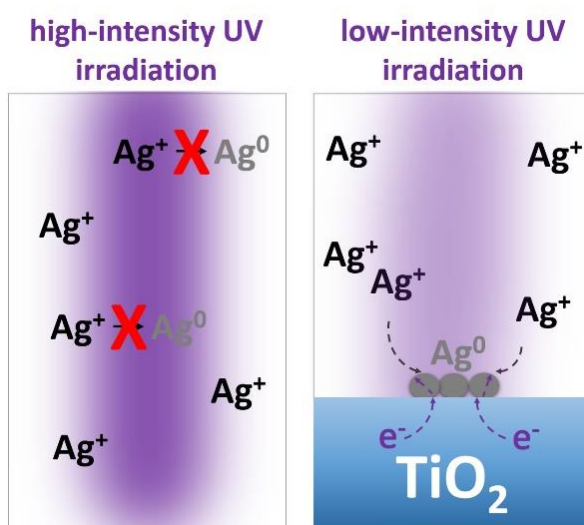 high-intensity UV
irradiation
Ag⁺ Ag⁰
Ag⁺
Ag⁺ Ag⁰
Ag⁺
Ag⁺
low-intensity UV
irradiation
Ag⁺ Ag⁺
Ag⁺
Ag⁺
Ag⁺
Ag⁰
e⁻ e⁻
TiO₂